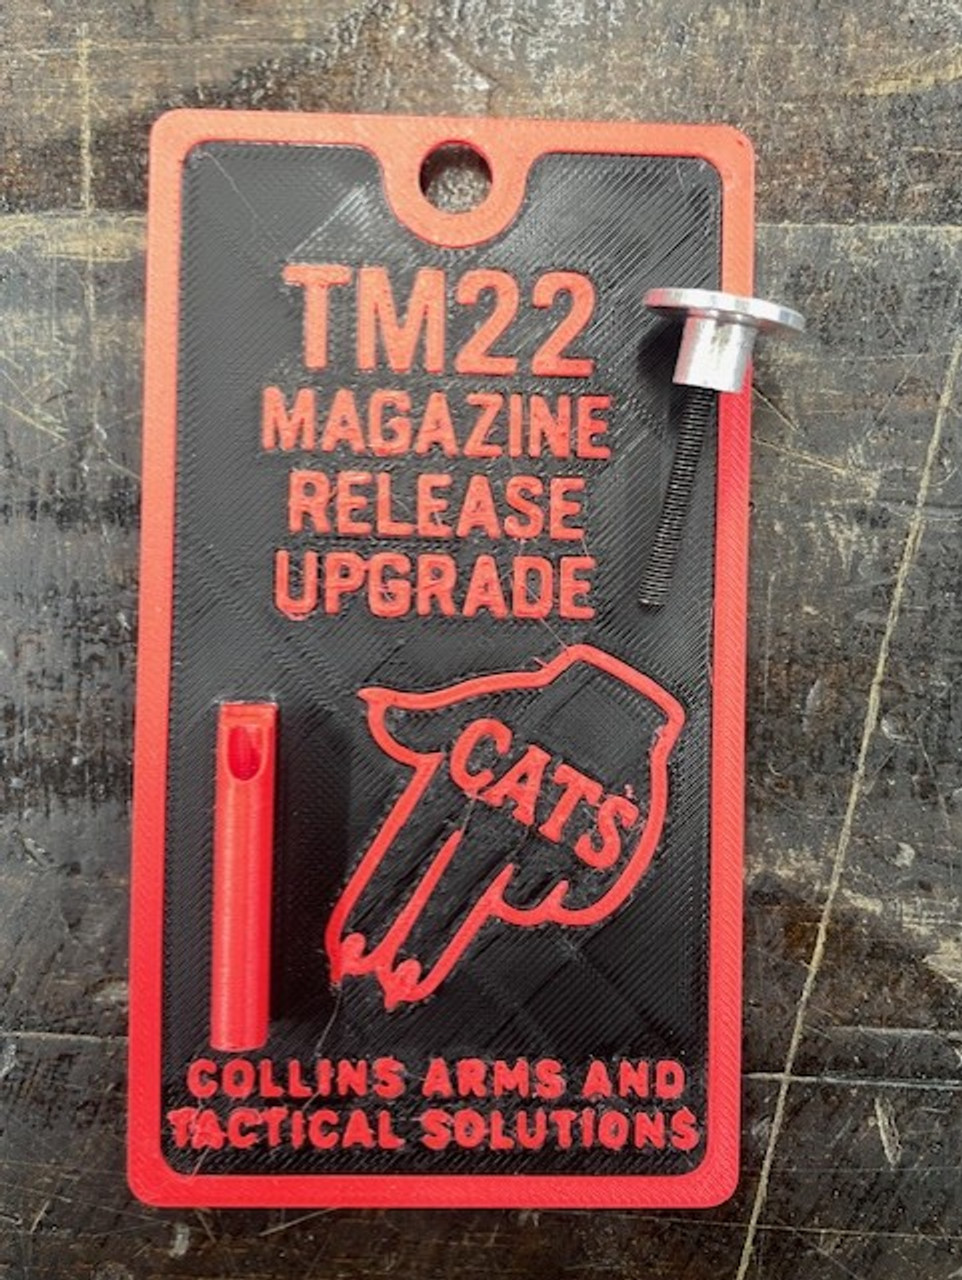 TM22
MAGAZINE
RELEASE
UPGRADE
CATS
COLLINS ARMS AND
TACTICAL SOLUTIONS